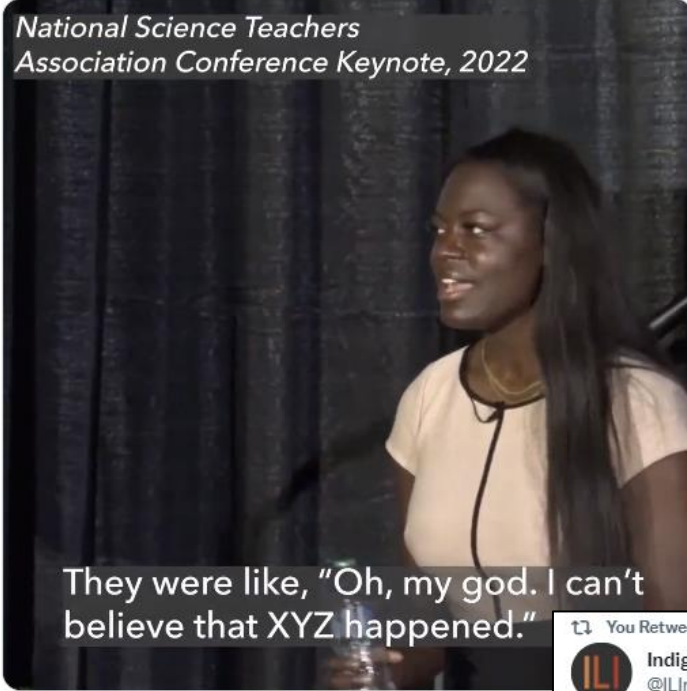 National Science Teachers
Association Conference Keynote, 2022
They were like, “Oh, my god. I can’t
believe that XYZ happened.”
You Retwe
ILI
Indig
@ILIn